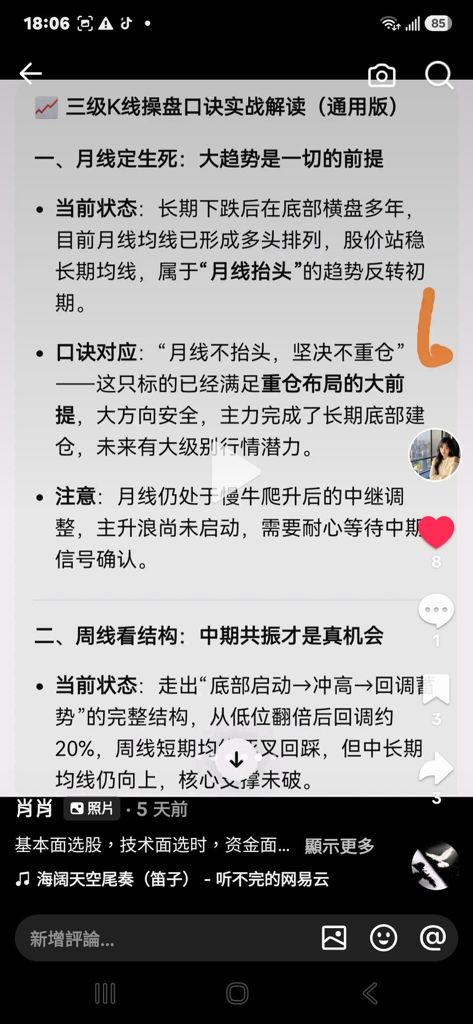 18:06
85
📈 三级K线操盘口诀实战解读（通用版）
一、月线定生死：大趋势是一切的前提
• 当前状态：长期下跌后在底部横盘多年，
目前月线均线已形成多头排列，股价站稳
长期均线，属于“月线抬头”的趋势反转初
期。
• 口诀对应：“月线不抬头，坚决不重仓”
——这只标的已经满足重仓布局的大前
提，大方向安全，主力完成了长期底部建
仓，未来有大级别行情潜力。
• 注意：月线仍处于慢牛爬升后的中继调
整，主升浪尚未启动，需要耐心等待中期
信号确认。
8
1
二、周线看结构：中期共振才是真机会
• 当前状态：走出“底部启动→冲高→回调蓄
势”的完整结构，从低位翻倍后回调约
3
20%，周线短期均线死叉回踩，但中长期
均线仍向上，核心支撑未破。
3
肖肖 照片 · 5 天前
基本面选股，技术面选时，资金面... 顯示更多
♫ 海阔天空尾奏（笛子） - 听不完的网易云
新增評論...
@